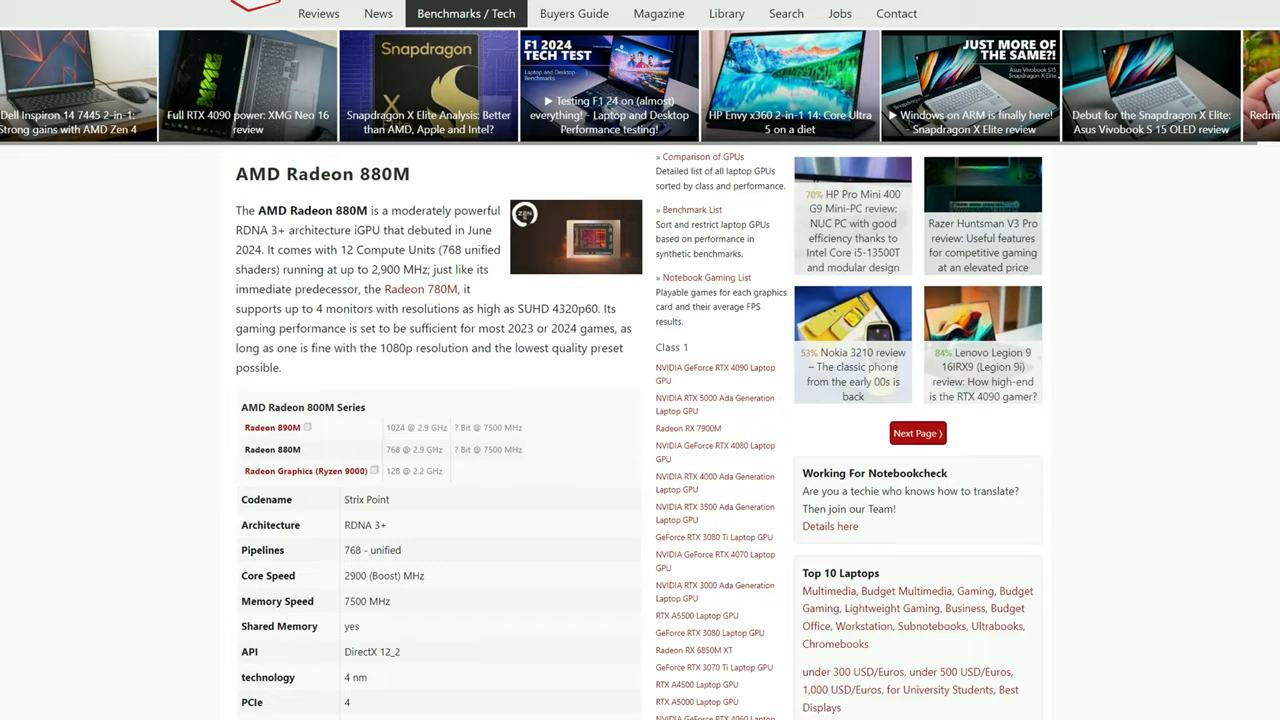 Reviews
News
Benchmarks / Tech
Buyers Guide
Magazine
Library
Search
Jobs
Contact
Dell Inspiron 14 7445 2-in-1:
Strong gains with AMD Zen 4
Full RTX 4090 power: XMG Neo 16
review
Snapdragon
X
Snapdragon X Elite Analysis: Better
than AMD, Apple and Intel?
F1 2024
TECH TEST
Laptop and Desktop
Benchmarks
▶ Testing F1 24 on (almost)
everything! - Laptop and Desktop
Performance testing!
HP Envy x360 2-in-1 14: Core Ultra
5 on a diet
JUST MORE OF
THE SAME?!
Asus Vivobook S15
Snapdragon X Elite
▶ Windows on ARM is finally here!
- Snapdragon X Elite review
Debut for the Snapdragon X Elite:
Asus Vivobook S 15 OLED review
Redmi
AMD Radeon 880M
The AMD Radeon 880M is a moderately powerful
RDNA 3+ architecture iGPU that debuted in June
2024. It comes with 12 Compute Units (768 unified
shaders) running at up to 2,900 MHz; just like its
immediate predecessor, the Radeon 780M, it
supports up to 4 monitors with resolutions as high as SUHD 4320p60. Its
gaming performance is set to be sufficient for most 2023 or 2024 games, as
long as one is fine with the 1080p resolution and the lowest quality preset
possible.
ZEN
AMD Radeon 800M Series
Radeon 890M 1024 @ 2.9 GHz ? Bit @ 7500 MHz
Radeon 880M 768 @ 2.9 GHz ? Bit @ 7500 MHz
Radeon Graphics (Ryzen 9000) 128 @ 2.2 GHz
Codename Strix Point
Architecture RDNA 3+
Pipelines 768 - unified
Core Speed 2900 (Boost) MHz
Memory Speed 7500 MHz
Shared Memory yes
API DirectX 12_2
technology 4 nm
PCIe 4
» Comparison of GPUs
Detailed list of all laptop GPUs
sorted by class and performance.
» Benchmark List
Sort and restrict laptop GPUs
based on performance in
synthetic benchmarks.
» Notebook Gaming List
Playable games for each graphics
card and their average FPS
results.
Class 1
NVIDIA GeForce RTX 4090 Laptop
GPU
NVIDIA RTX 5000 Ada Generation
Laptop GPU
Radeon RX 7900M
NVIDIA GeForce RTX 4080 Laptop
GPU
NVIDIA RTX 4000 Ada Generation
Laptop GPU
NVIDIA RTX 3500 Ada Generation
Laptop GPU
GeForce RTX 3080 Ti Laptop GPU
NVIDIA GeForce RTX 4070 Laptop
GPU
NVIDIA RTX 3000 Ada Generation
Laptop GPU
RTX A5500 Laptop GPU
GeForce RTX 3080 Laptop GPU
Radeon RX 6850M XT
GeForce RTX 3070 Ti Laptop GPU
RTX A4500 Laptop GPU
RTX A5000 Laptop GPU
NVIDIA GeForce RTX 4060 Laptop
70% HP Pro Mini 400
G9 Mini-PC review:
NUC PC with good
efficiency thanks to
Intel Core i5-13500T
and modular design
Razer Huntsman V3 Pro
review: Useful features
for competitive gaming
at an elevated price
53% Nokia 3210 review
– The classic phone
from the early 00s is
back
84% Lenovo Legion 9
16IRX9 (Legion 9i)
review: How high-end
is the RTX 4090 gamer?
Next Page ⟩
Working For Notebookcheck
Are you a techie who knows how to translate?
Then join our Team!
Details here
Top 10 Laptops
Multimedia, Budget Multimedia, Gaming, Budget
Gaming, Lightweight Gaming, Business, Budget
Office, Workstation, Subnotebooks, Ultrabooks,
Chromebooks
under 300 USD/Euros, under 500 USD/Euros,
1,000 USD/Euros, for University Students, Best
Displays